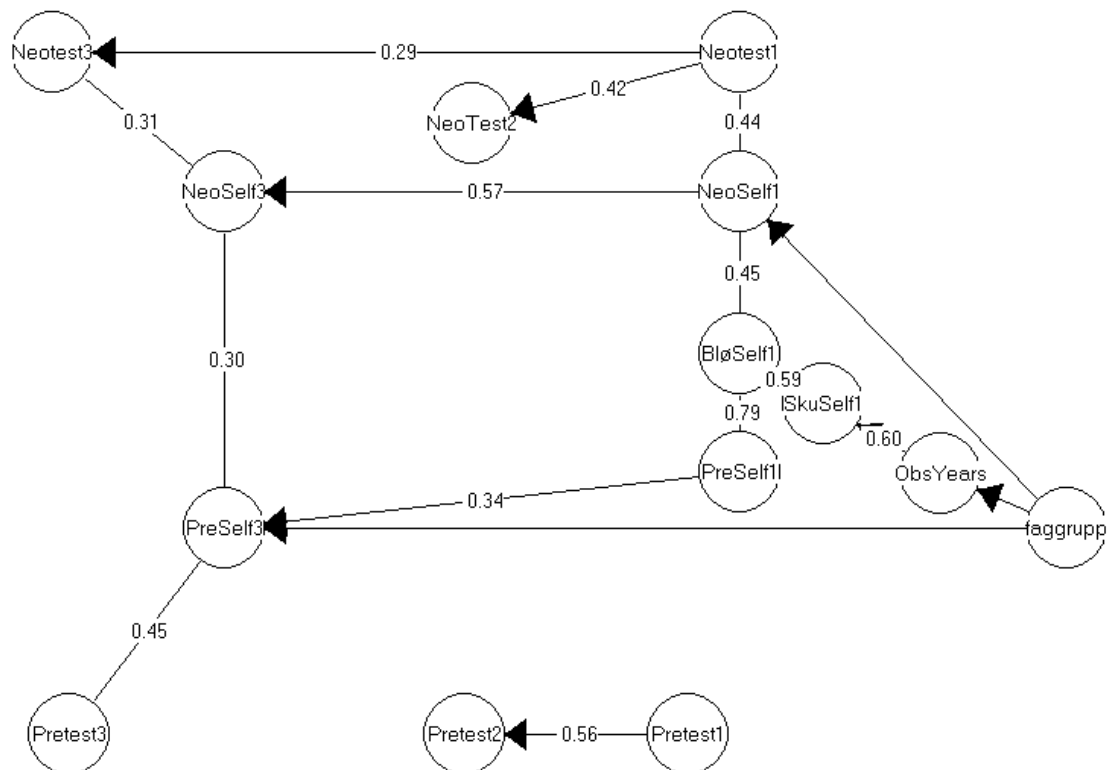 Neotest3
0.29
Neotest1
0.42
NeoTest2
0.31
0.44
NeoSelf3
0.57
NeoSelf1
0.45
0.30
BløSelf1
0.59
SkuSelf1
0.79
0.60
PreSelf1
ObsYears
0.34
PreSelf3
faggrupp
0.45
Pretest3
Pretest2
0.56
Pretest1